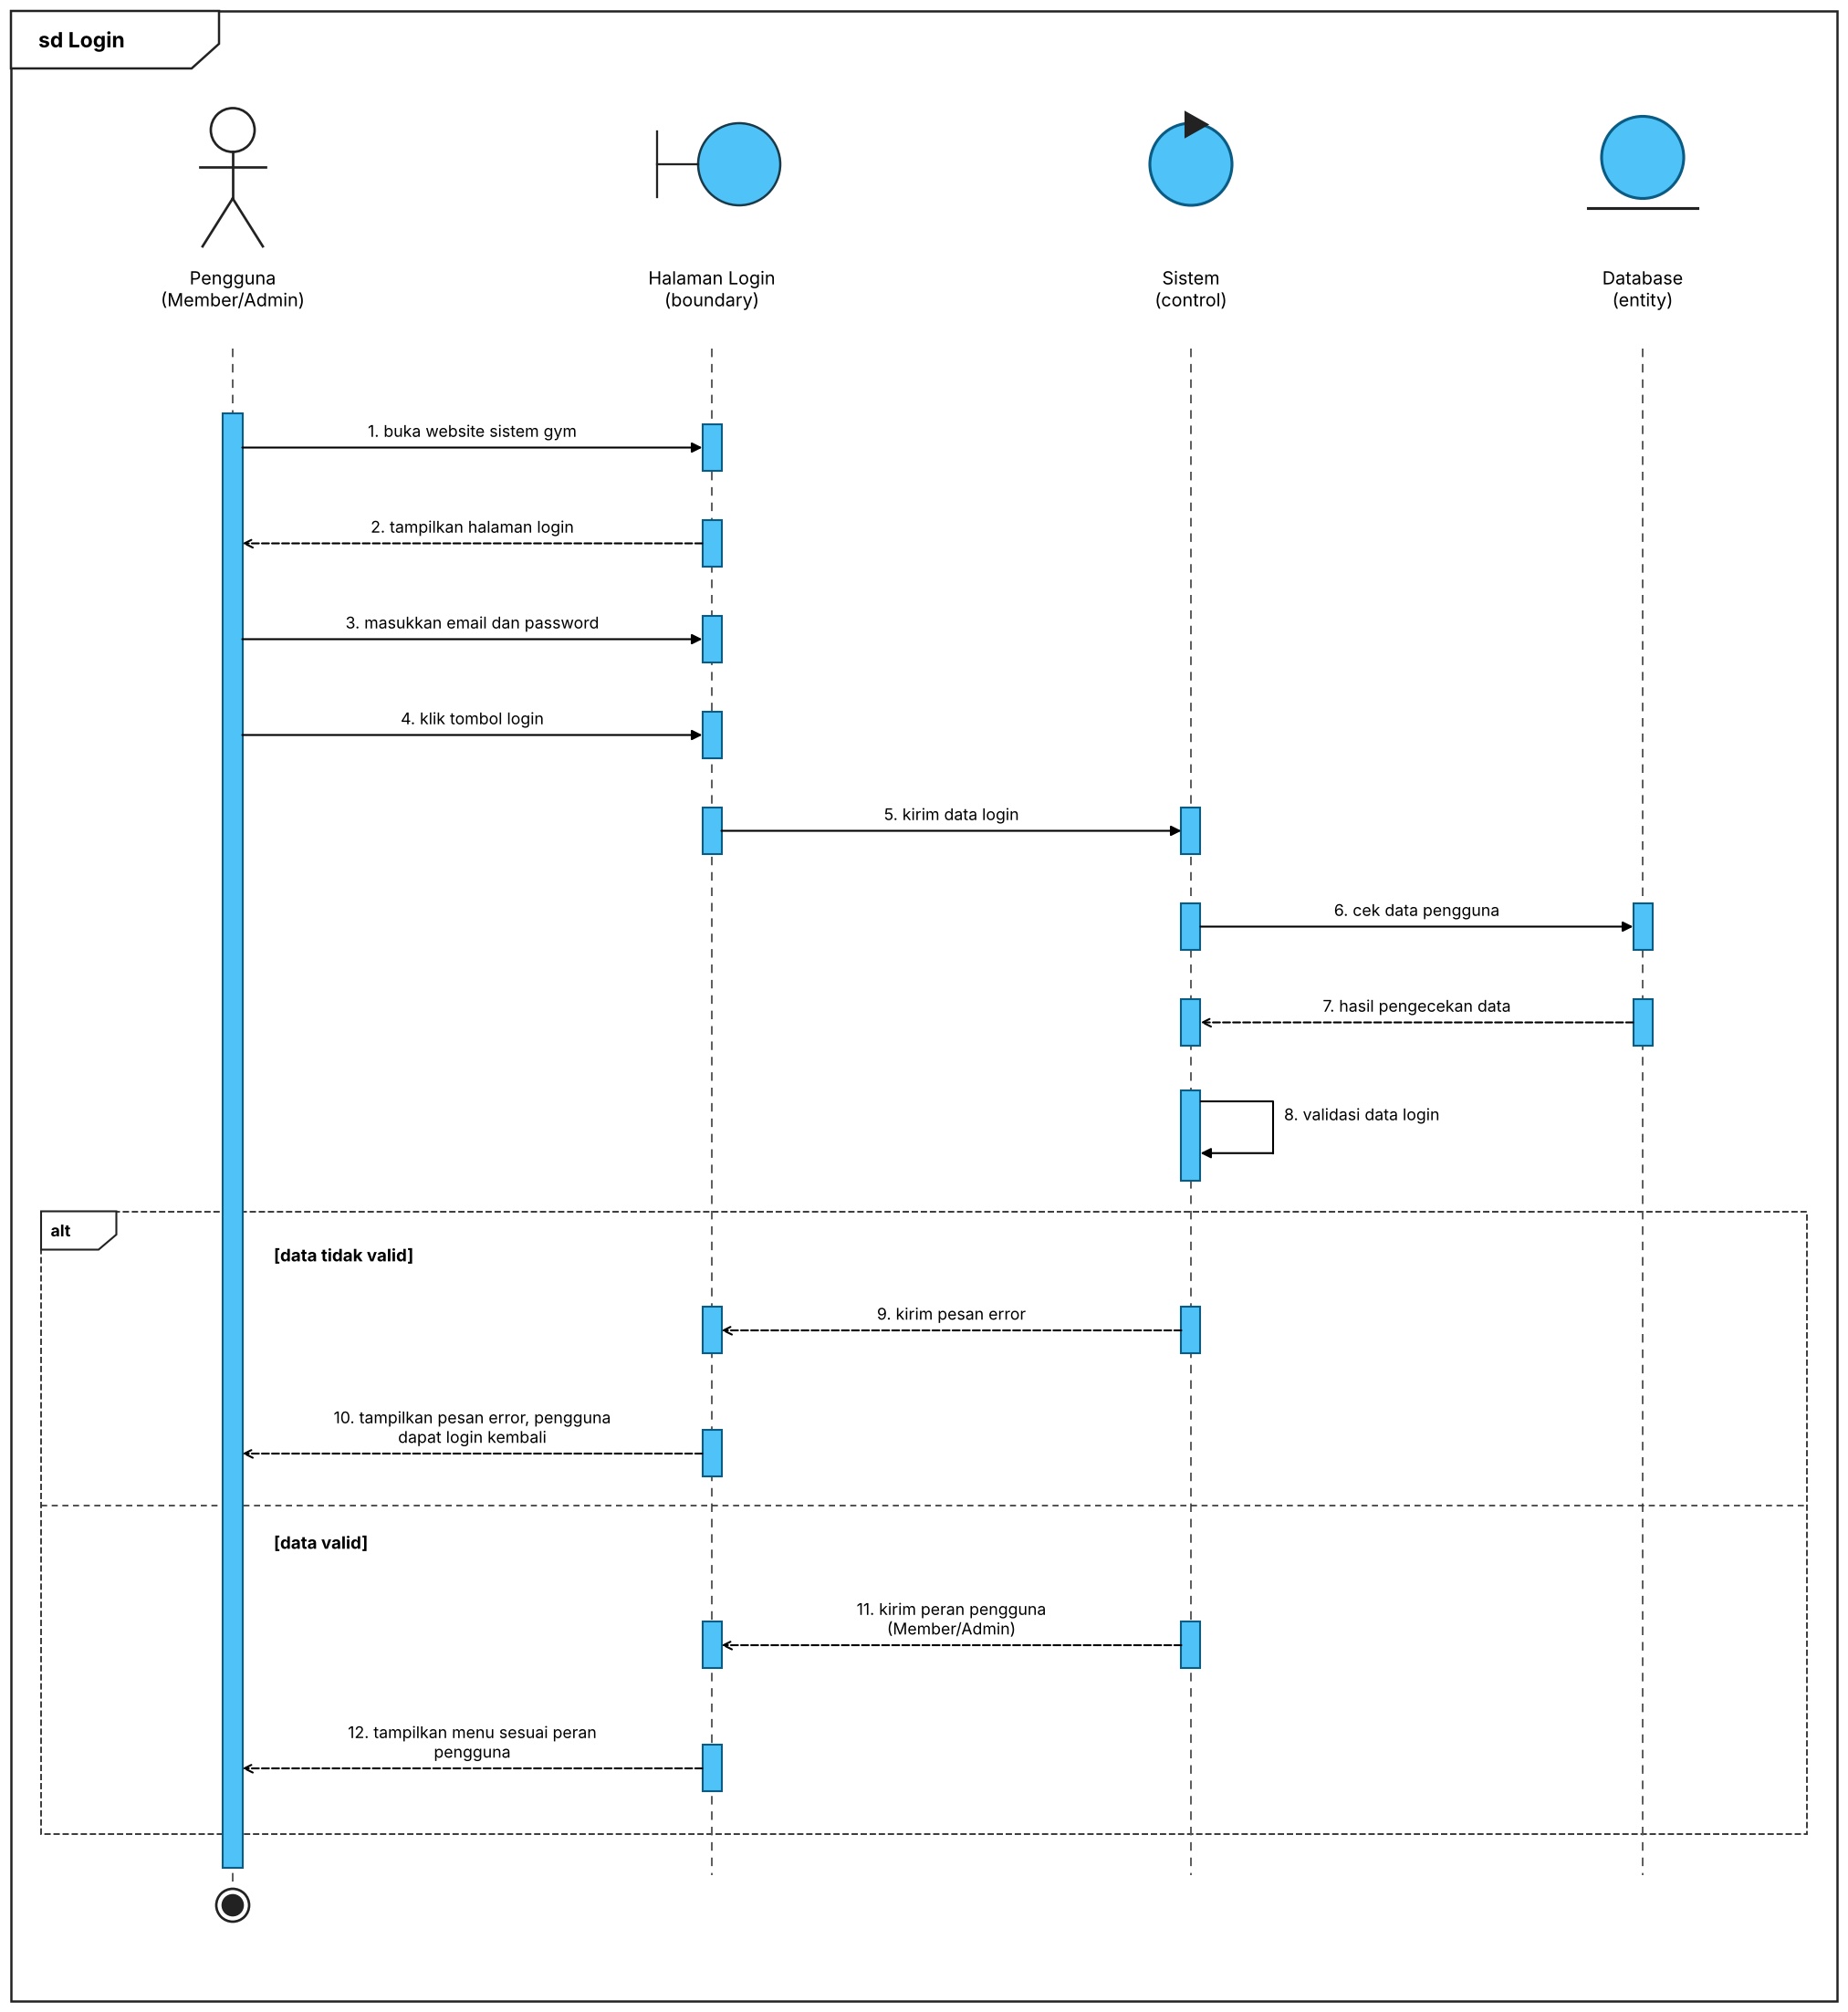 sd Login
Pengguna
(Member/Admin)
Halaman Login
(boundary)
Sistem
(control)
Database
(entity)
1. buka website sistem gym
2. tampilkan halaman login
3. masukkan email dan password
4. klik tombol login
5. kirim data login
6. cek data pengguna
7. hasil pengecekan data
8. validasi data login
alt
[data tidak valid]
9. kirim pesan error
10. tampilkan pesan error, pengguna
dapat login kembali
[data valid]
11. kirim peran pengguna
(Member/Admin)
12. tampilkan menu sesuai peran
pengguna